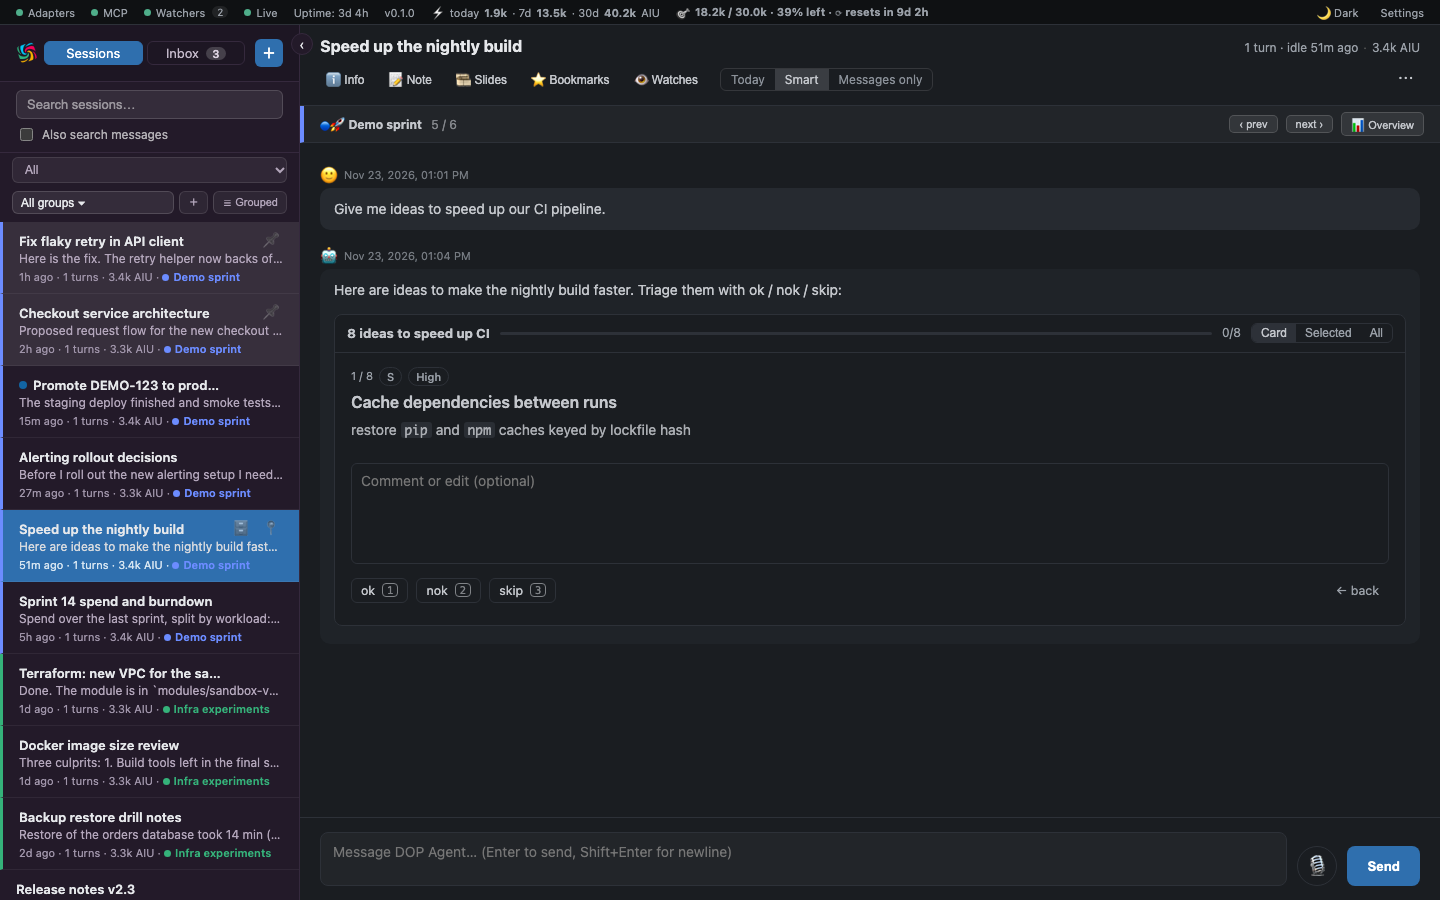 Adapters MCP Watchers 2 Live Uptime: 3d 4h v0.1.0 ⚡ today 1.9k · 7d 13.5k · 30d 40.2k AIU 18.2k / 30.0k · 39% left · resets in 9d 2h 🌙 Dark Settings
Sessions Inbox 3 +
Search sessions…
Also search messages
All
All groups ▾ + ≡ Grouped
Fix flaky retry in API client
Here is the fix. The retry helper now backs of…
1h ago · 1 turns · 3.4k AIU · Demo sprint
Checkout service architecture
Proposed request flow for the new checkout …
2h ago · 1 turns · 3.3k AIU · Demo sprint
Promote DEMO-123 to prod…
The staging deploy finished and smoke tests…
15m ago · 1 turns · 3.4k AIU · Demo sprint
Alerting rollout decisions
Before I roll out the new alerting setup I need…
27m ago · 1 turns · 3.3k AIU · Demo sprint
Speed up the nightly build
Here are ideas to make the nightly build fast…
51m ago · 1 turns · 3.4k AIU · Demo sprint
Sprint 14 spend and burndown
Spend over the last sprint, split by workload:…
5h ago · 1 turns · 3.4k AIU · Demo sprint
Terraform: new VPC for the sa…
Done. The module is in `modules/sandbox-v…
1d ago · 1 turns · 3.3k AIU · Infra experiments
Docker image size review
Three culprits: 1. Build tools left in the final s…
1d ago · 1 turns · 3.3k AIU · Infra experiments
Backup restore drill notes
Restore of the orders database took 14 min (…
2d ago · 1 turns · 3.3k AIU · Infra experiments
Release notes v2.3
‹ Speed up the nightly build 1 turn · idle 51m ago · 3.4k AIU
Info Note Slides Bookmarks Watches Today Smart Messages only ⋯
Demo sprint 5 / 6 ‹ prev next › Overview
Nov 23, 2026, 01:01 PM
Give me ideas to speed up our CI pipeline.
Nov 23, 2026, 01:04 PM
Here are ideas to make the nightly build faster. Triage them with ok / nok / skip:
8 ideas to speed up CI 0/8 Card Selected All
1 / 8 S High
Cache dependencies between runs
restore pip and npm caches keyed by lockfile hash
Comment or edit (optional)
ok 1 nok 2 skip 3 ← back
Message DOP Agent… (Enter to send, Shift+Enter for newline) Send